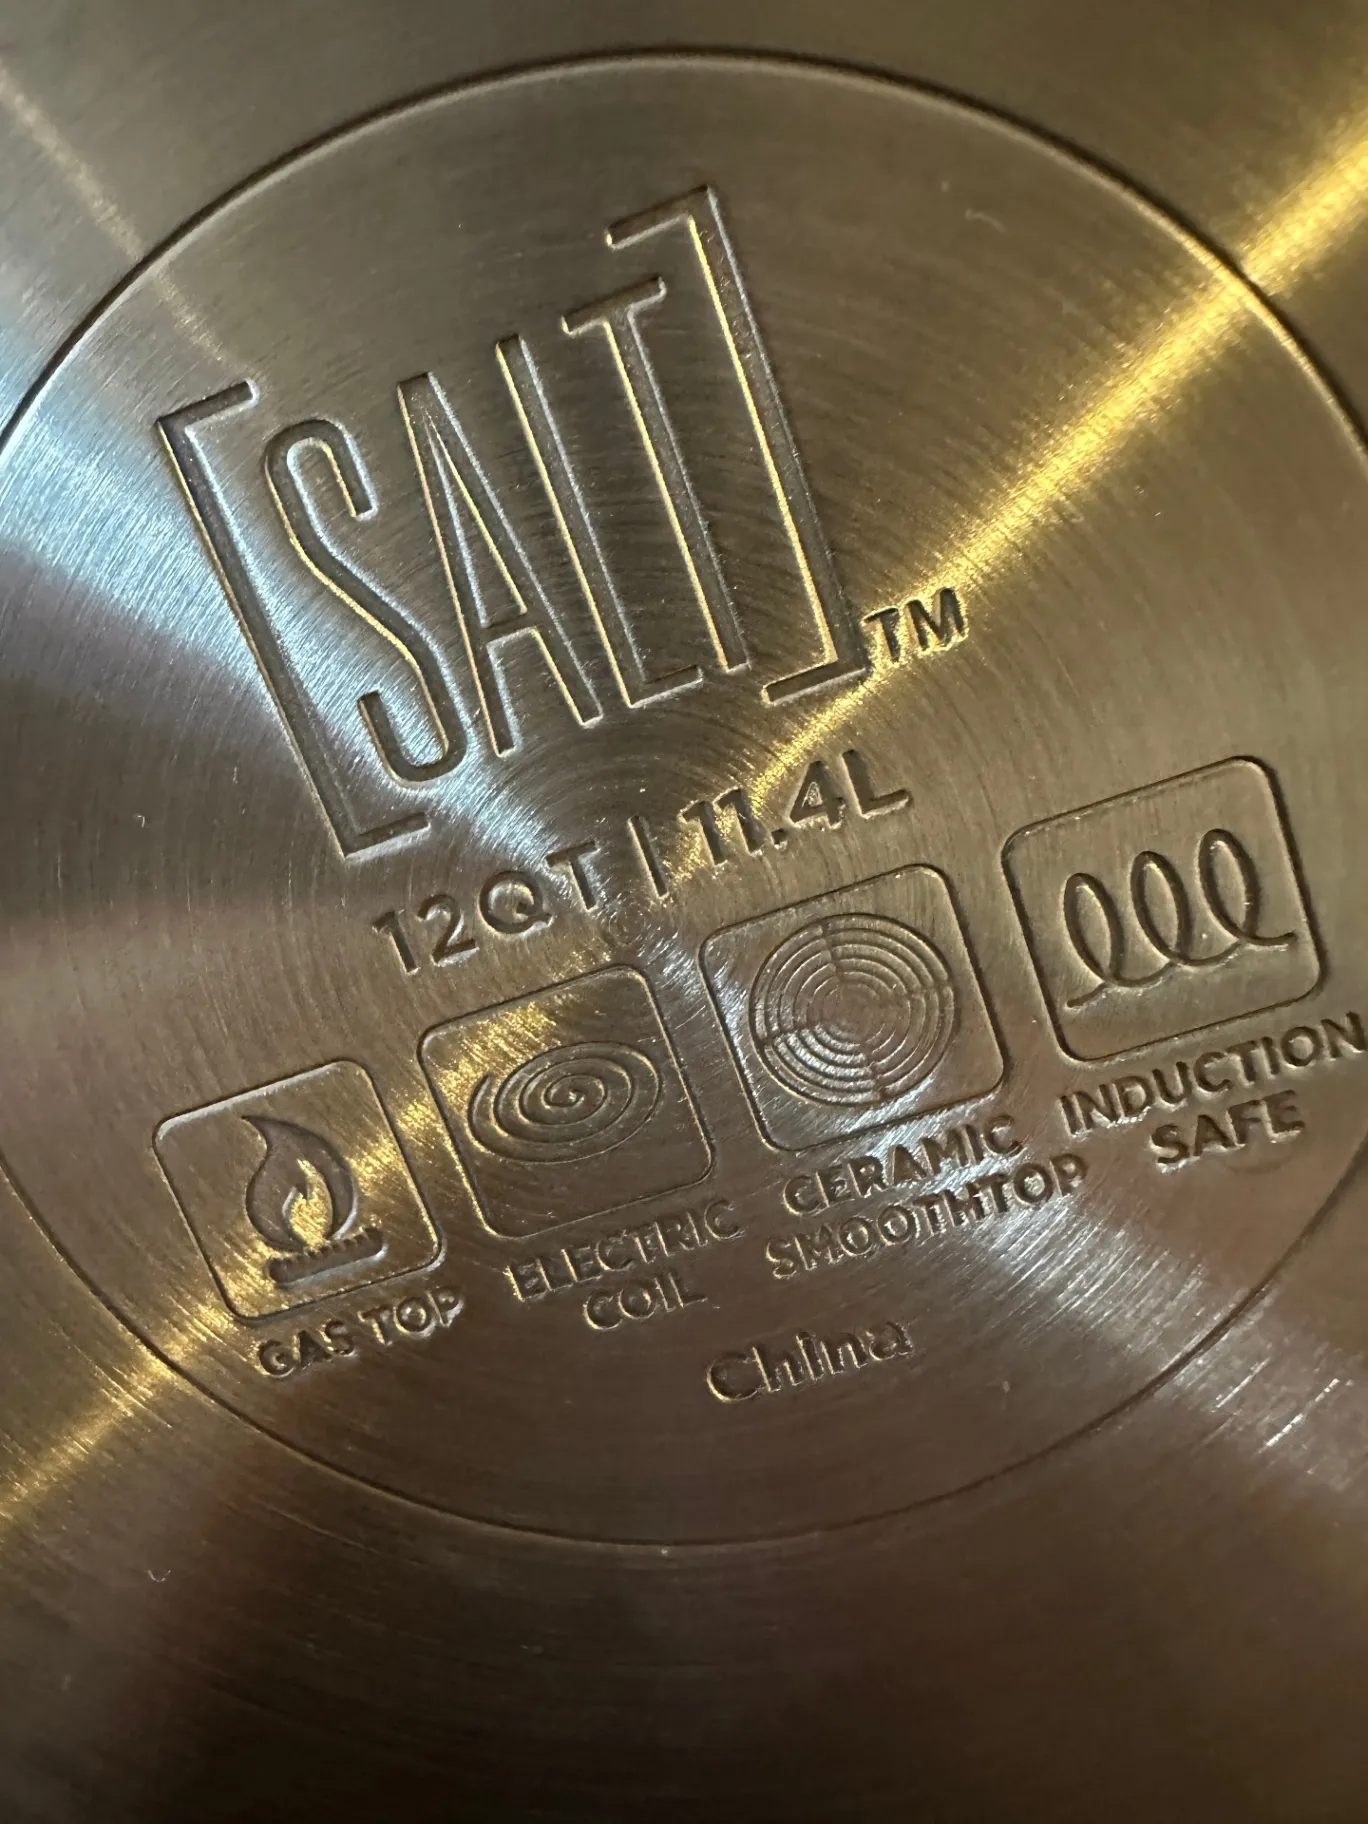 [SALT]™
12QT | 11.4L
GAS TOP
ELECTRIC
COIL
CERAMIC
SMOOTHTOP
INDUCTION
SAFE
China